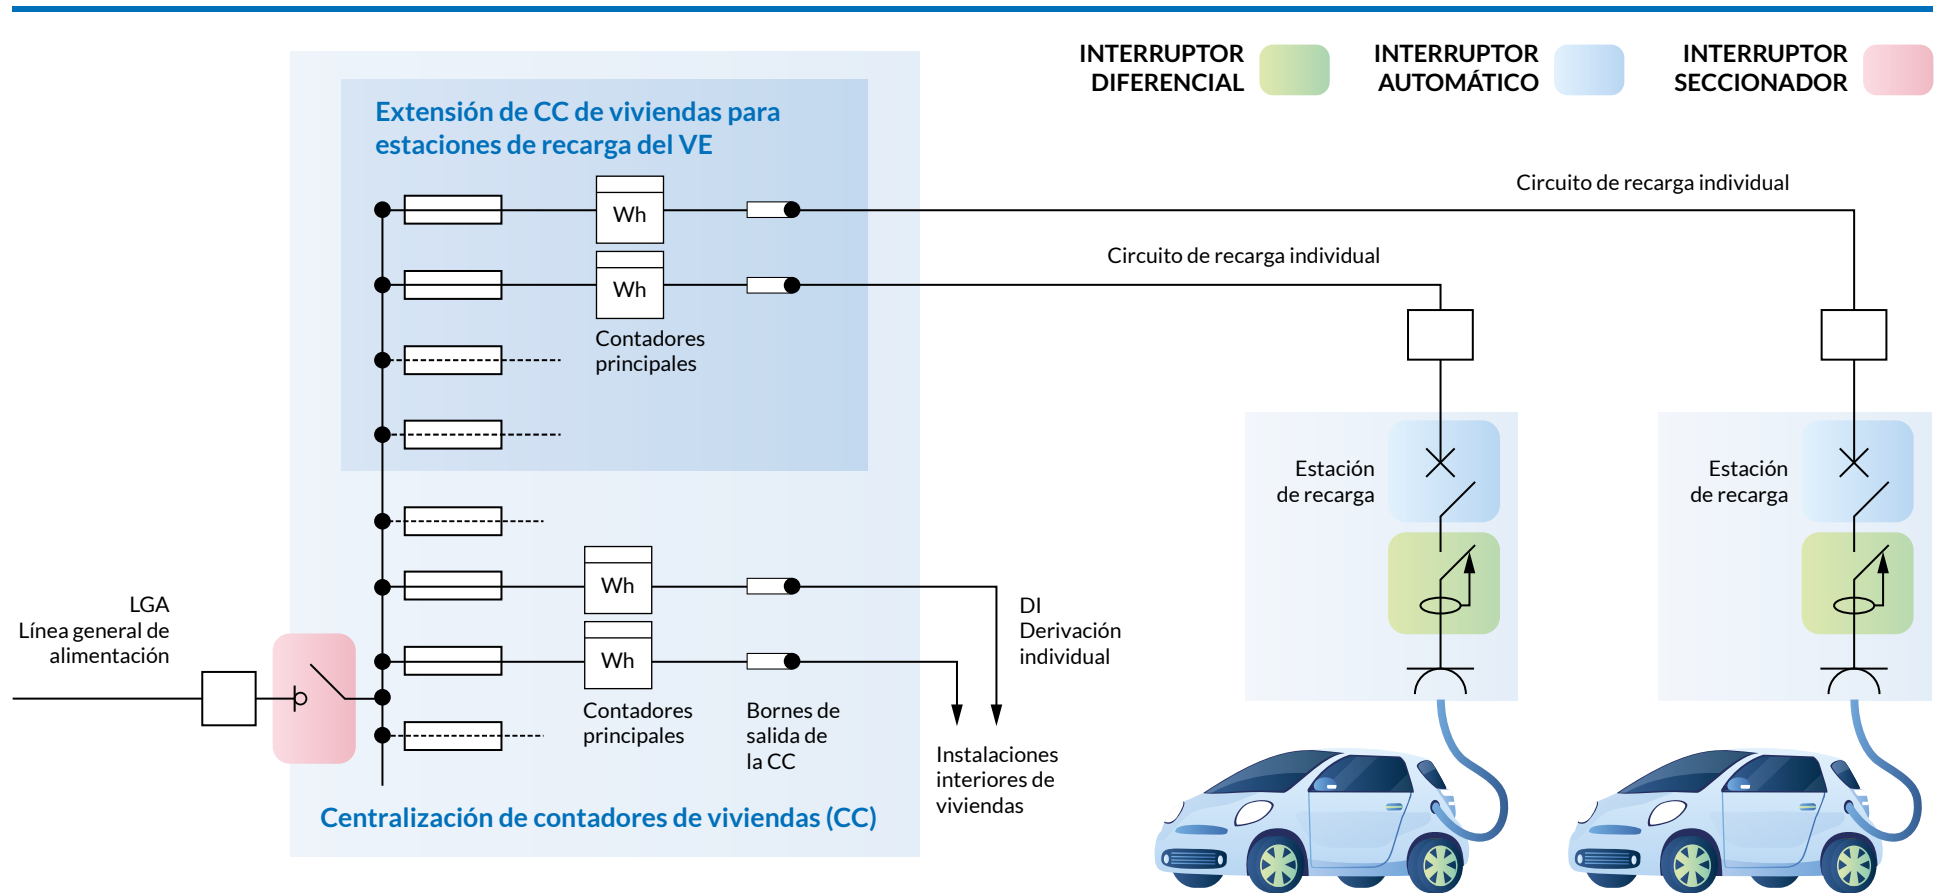 INTERRUPTOR
DIFERENCIAL
INTERRUPTOR
AUTOMÁTICO
INTERRUPTOR
SECCIONADOR
Extensión de CC de viviendas para
estaciones de recarga del VE
Wh
Wh
Contadores
principales
Circuito de recarga individual
Circuito de recarga individual
Estación
de recarga
Estación
de recarga
LGA
Línea general de
alimentación
Wh
Wh
Contadores
principales
Bornes de
salida de
la CC
DI
Derivación
individual
Instalaciones
interiores de
viviendas
Centralización de contadores de viviendas (CC)